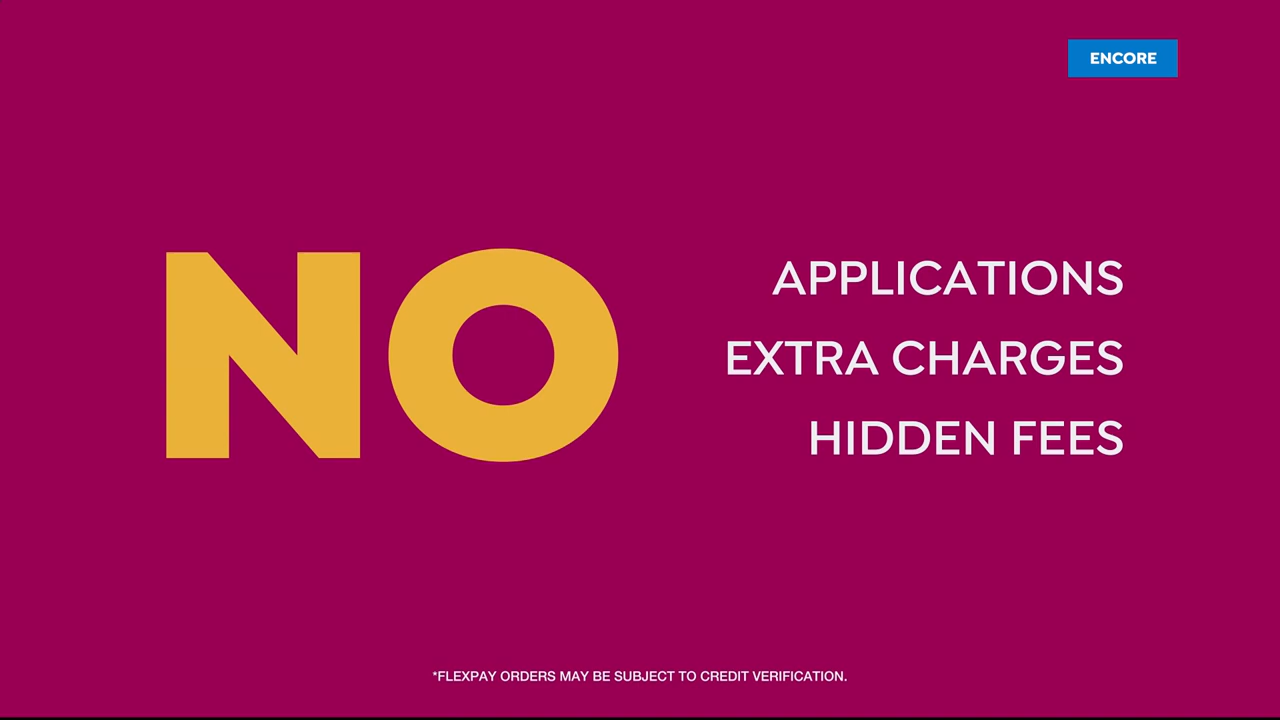 ENCORE
NO
APPLICATIONS
EXTRA CHARGES
HIDDEN FEES
*FLEXPAY ORDERS MAY BE SUBJECT TO CREDIT VERIFICATION.